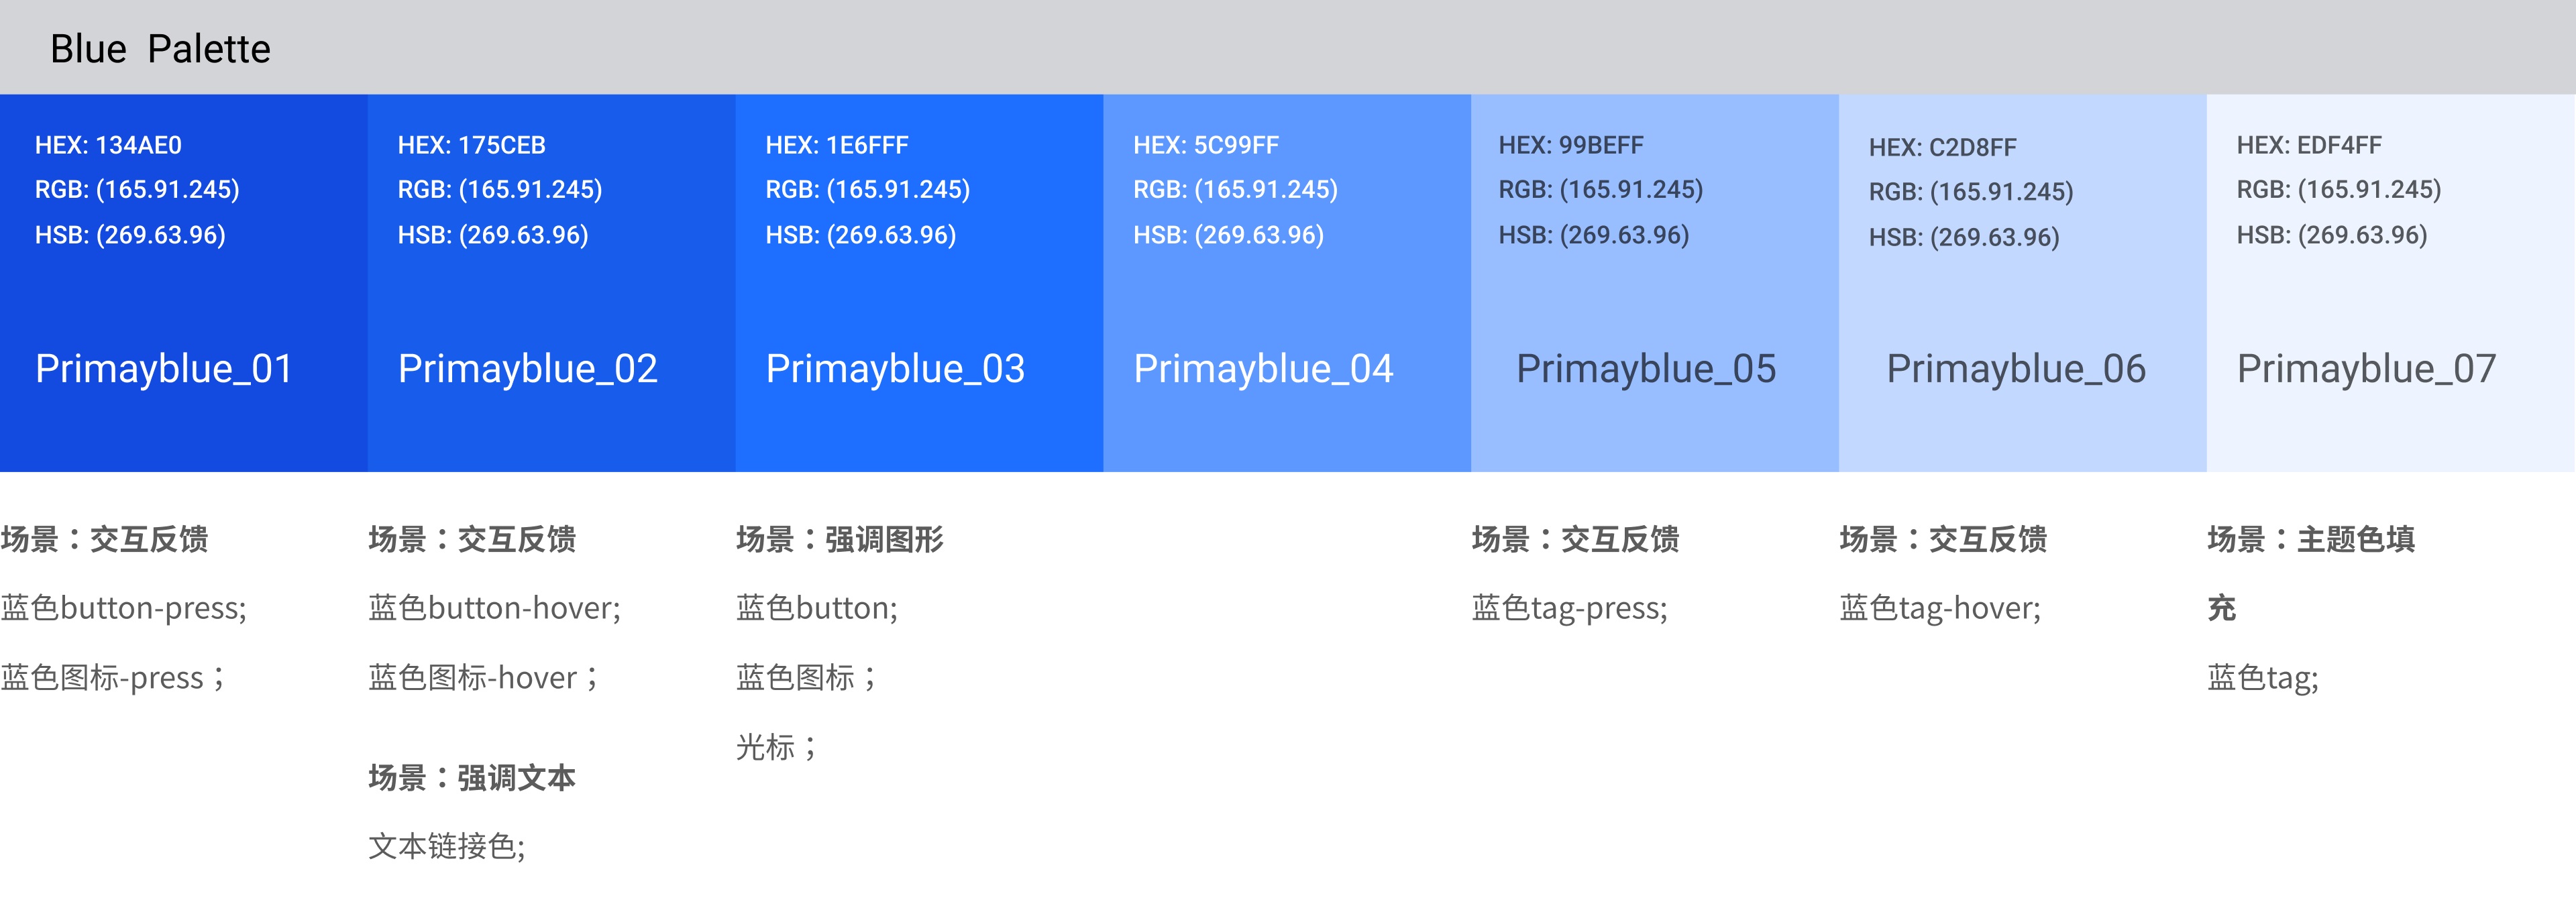 Blue Palette
HEX: 134AE0
RGB: (165.91.245)
HSB: (269.63.96)
Primayblue_01
HEX: 175CEB
RGB: (165.91.245)
HSB: (269.63.96)
Primayblue_02
HEX: 1E6FFF
RGB: (165.91.245)
HSB: (269.63.96)
Primayblue_03
HEX: 5C99FF
RGB: (165.91.245)
HSB: (269.63.96)
Primayblue_04
HEX: 99BEFF
RGB: (165.91.245)
HSB: (269.63.96)
Primayblue_05
HEX: C2D8FF
RGB: (165.91.245)
HSB: (269.63.96)
Primayblue_06
HEX: EDF4FF
RGB: (165.91.245)
HSB: (269.63.96)
Primayblue_07
场景：交互反馈
蓝色button-press;
蓝色图标-press；
场景：交互反馈
蓝色button-hover;
蓝色图标-hover；
场景：强调文本
文本链接色;
场景：强调图形
蓝色button;
蓝色图标；
光标；
场景：交互反馈
蓝色tag-press;
场景：交互反馈
蓝色tag-hover;
场景：主题色填
充
蓝色tag;